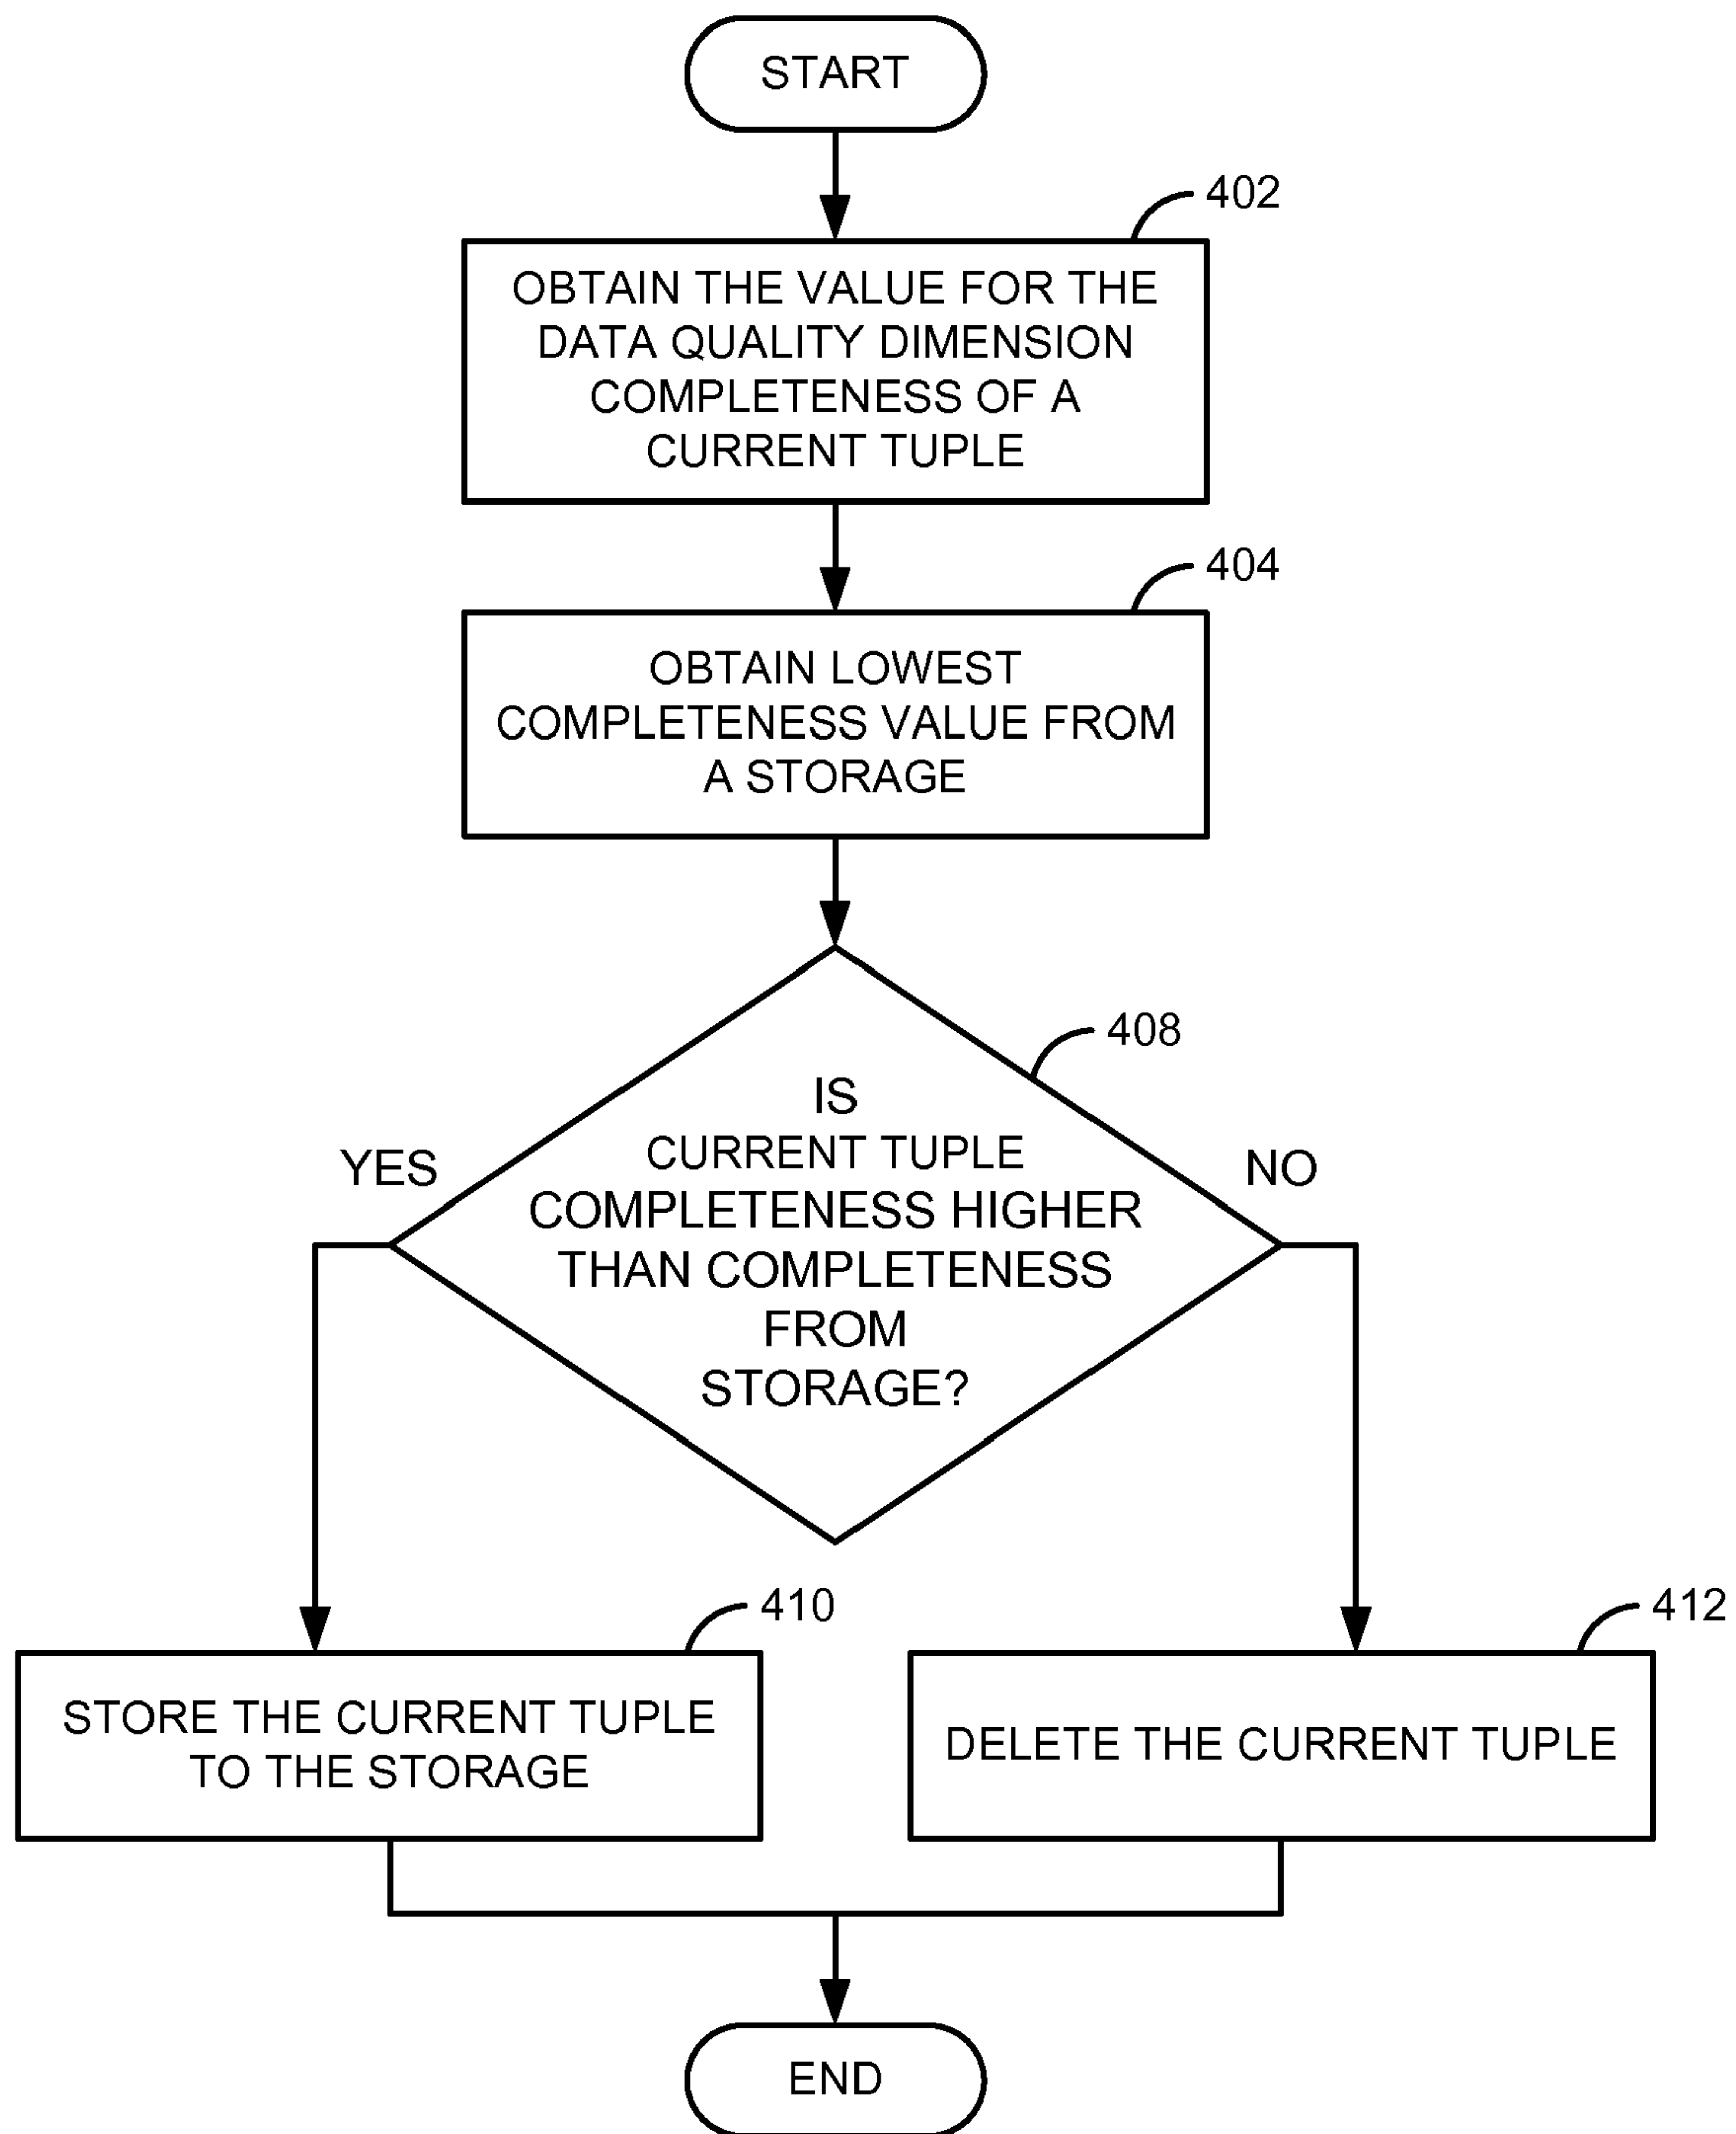 START
402
OBTAIN THE VALUE FOR THE
DATA QUALITY DIMENSION
COMPLETENESS OF A
CURRENT TUPLE
404
OBTAIN LOWEST
COMPLETENESS VALUE FROM
A STORAGE
408
IS
CURRENT TUPLE
COMPLETENESS HIGHER
THAN COMPLETENESS
FROM
STORAGE?
YES
NO
410
STORE THE CURRENT TUPLE
TO THE STORAGE
412
DELETE THE CURRENT TUPLE
END